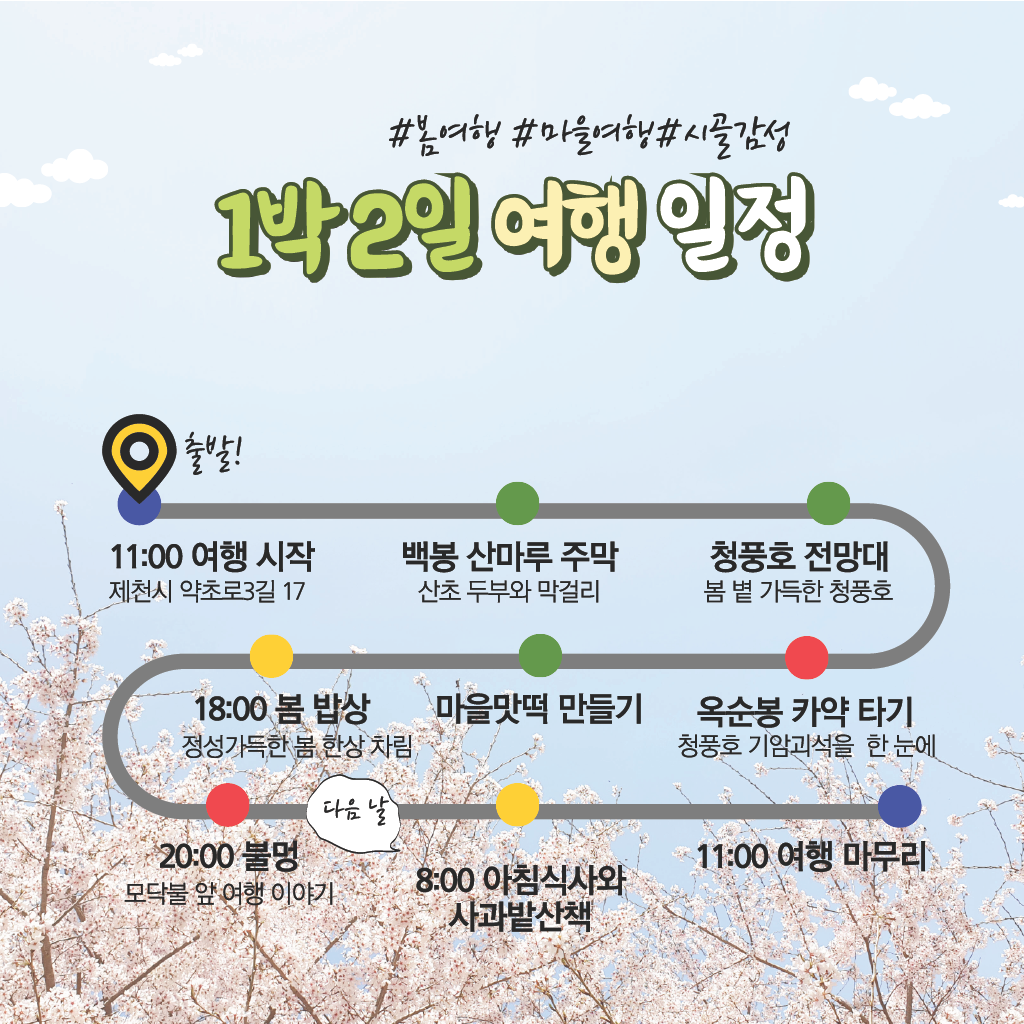 #봄여행 #마을여행#시골감성
1박 2일 여행 일정
출발!
11:00 여행 시작
제천시 약초로3길 17
백봉 산마루 주막
산초 두부와 막걸리
청풍호 전망대
봄 볕 가득한 청풍호
옥순봉 카약 타기
청풍호 기암괴석을 한 눈에
마을맛떡 만들기
18:00 봄 밥상
정성가득한 봄 한상 차림
20:00 불멍
모닥불 앞 여행 이야기
다음 날
8:00 아침식사와
사과밭산책
11:00 여행 마무리